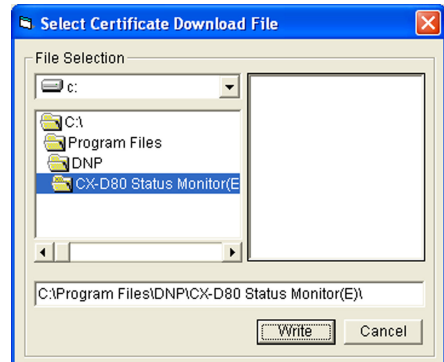 Select Certificate Download File
File Selection
c:
C:\
Program Files
DNP
CX-D80 Status Monitor(E
C:\Program Files\DNP\CX-D80 Status Monitor(E)\
Write
Cancel